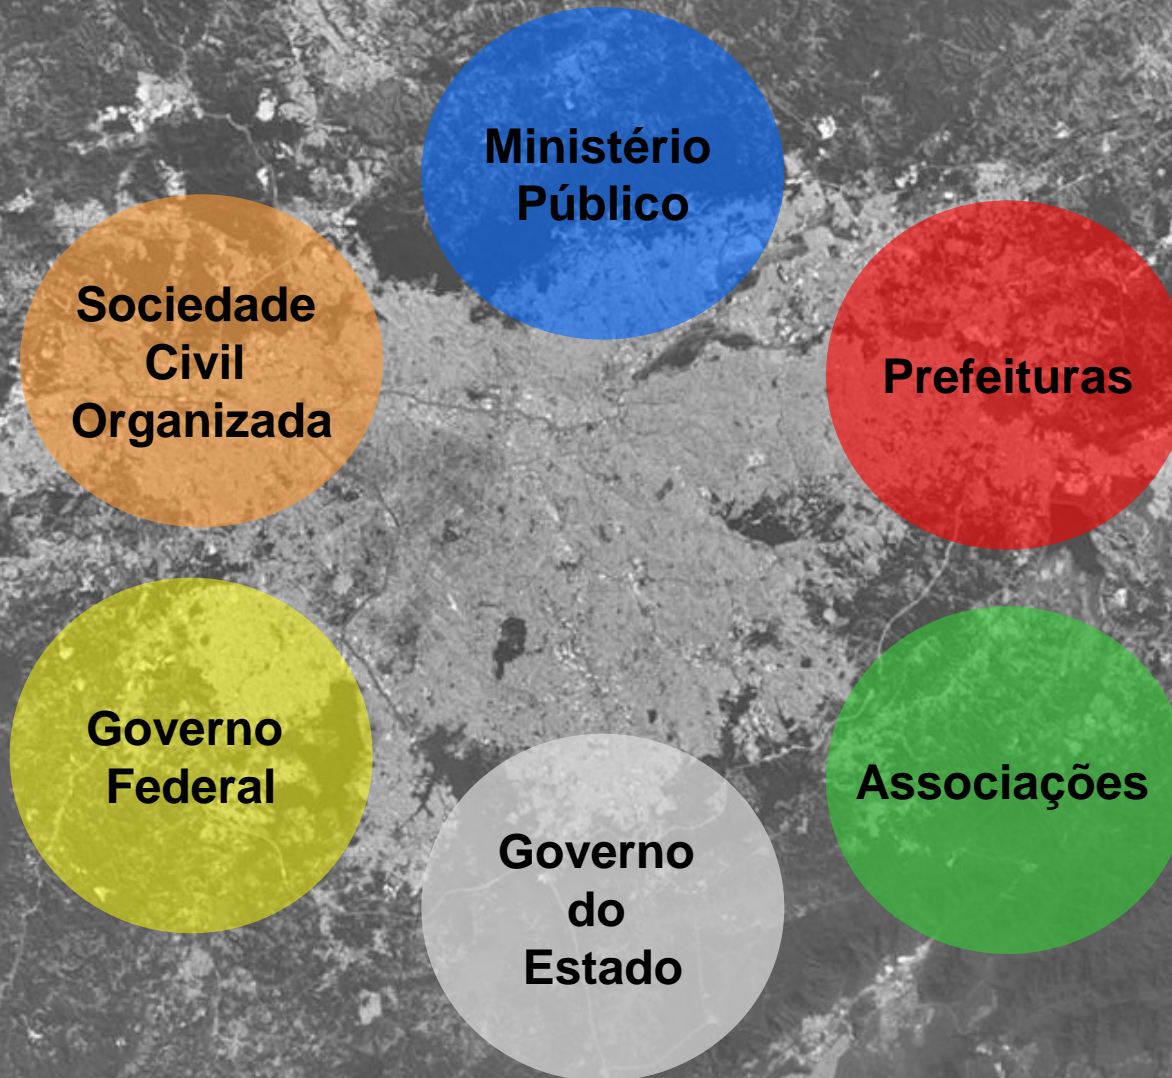 Ministério
Público
Sociedade
Civil
Organizada
Prefeituras
Governo
Federal
Associações
Governo
do
Estado